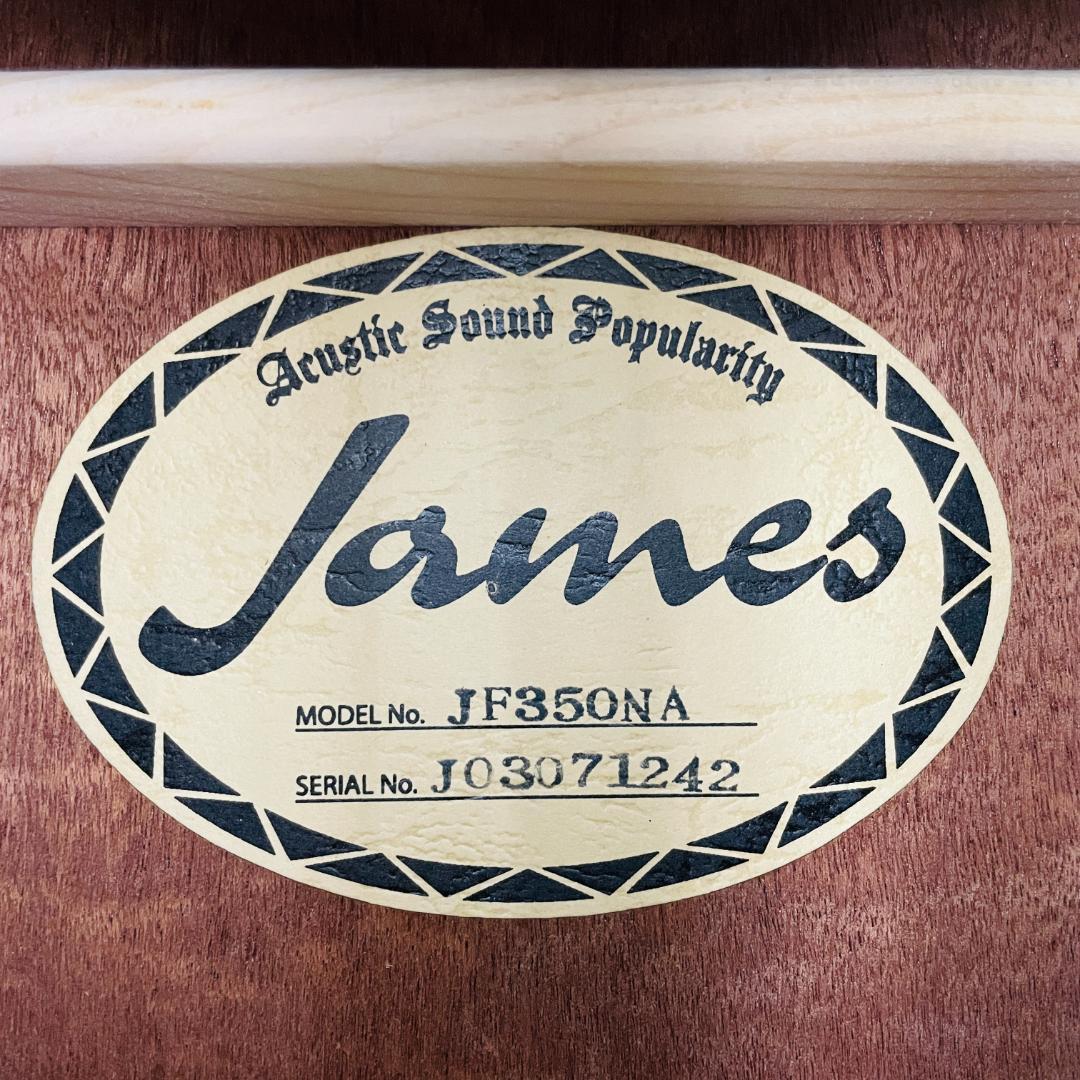 Acustic Sound Popularity
James
MODEL No. JF350NA
SERIAL No. J03071242